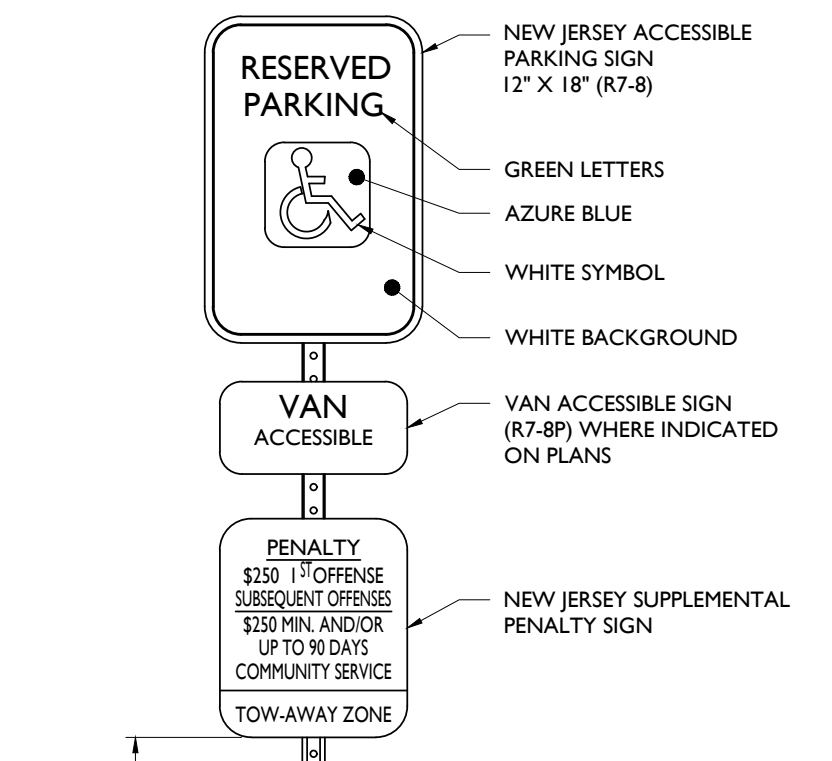 RESERVED
PARKING
NEW JERSEY ACCESSIBLE
PARKING SIGN
12" X 18" (R7-8)
GREEN LETTERS
AZURE BLUE
WHITE SYMBOL
WHITE BACKGROUND
VAN
ACCESSIBLE
VAN ACCESSIBLE SIGN
(R7-8P) WHERE INDICATED
ON PLANS
PENALTY
$250 1ST OFFENSE
SUBSEQUENT OFFENSES
$250 MIN. AND/OR
UP TO 90 DAYS
COMMUNITY SERVICE
TOW-AWAY ZONE
NEW JERSEY SUPPLEMENTAL
PENALTY SIGN